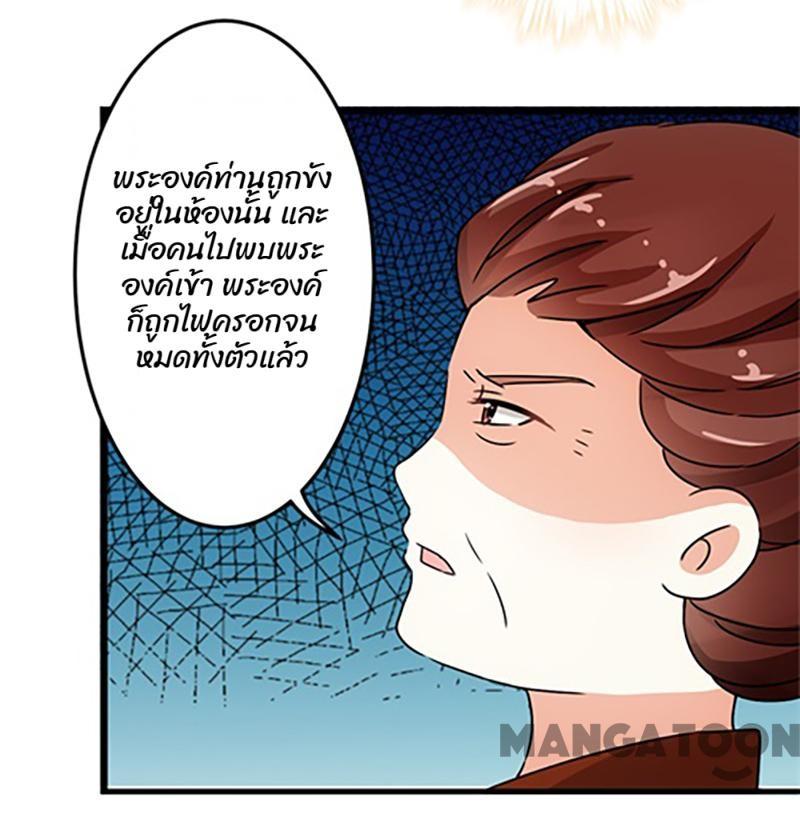 พระองค์ท่านถูกขัง
อยู่ในห้องนั้น และ
เมื่อคนไปพบพระ
องค์เข้า พระองค์
ก็ถูกไฟครอกจน
หมดทั้งตัวแล้ว
MANGATOON